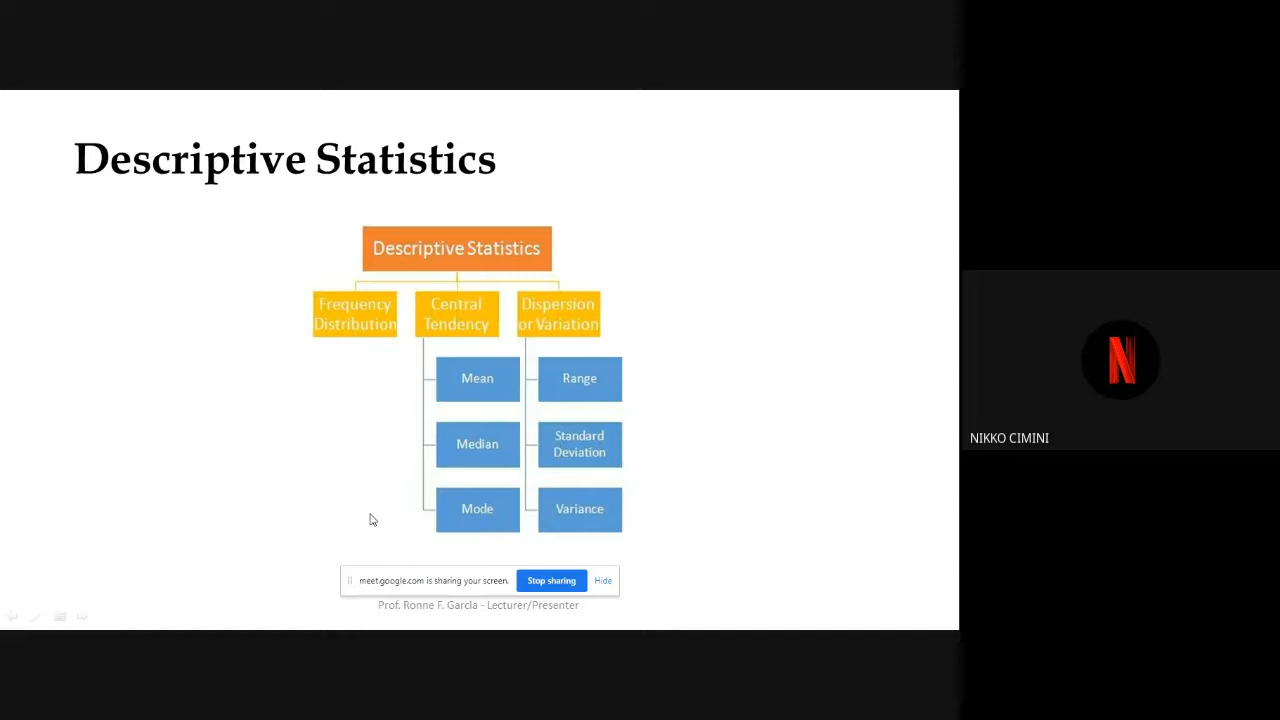 Descriptive Statistics
Descriptive Statistics
Frequency
Distribution
Central
Tendency
Dispersion
or Variation
Mean
Range
Median
Standard
Deviation
Mode
Variance
meet.google.com is sharing your screen.
Stop sharing
Hide
Prof. Ronne F. Garcia - Lecturer/Presenter
N
NIKKO CIMINI